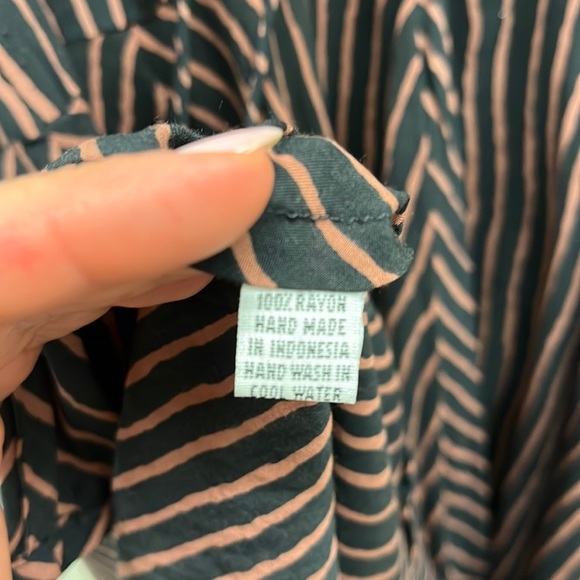 100% RAYON
HAND MADE
IN INDONESIA
HAND WASH IN
COOL WATER